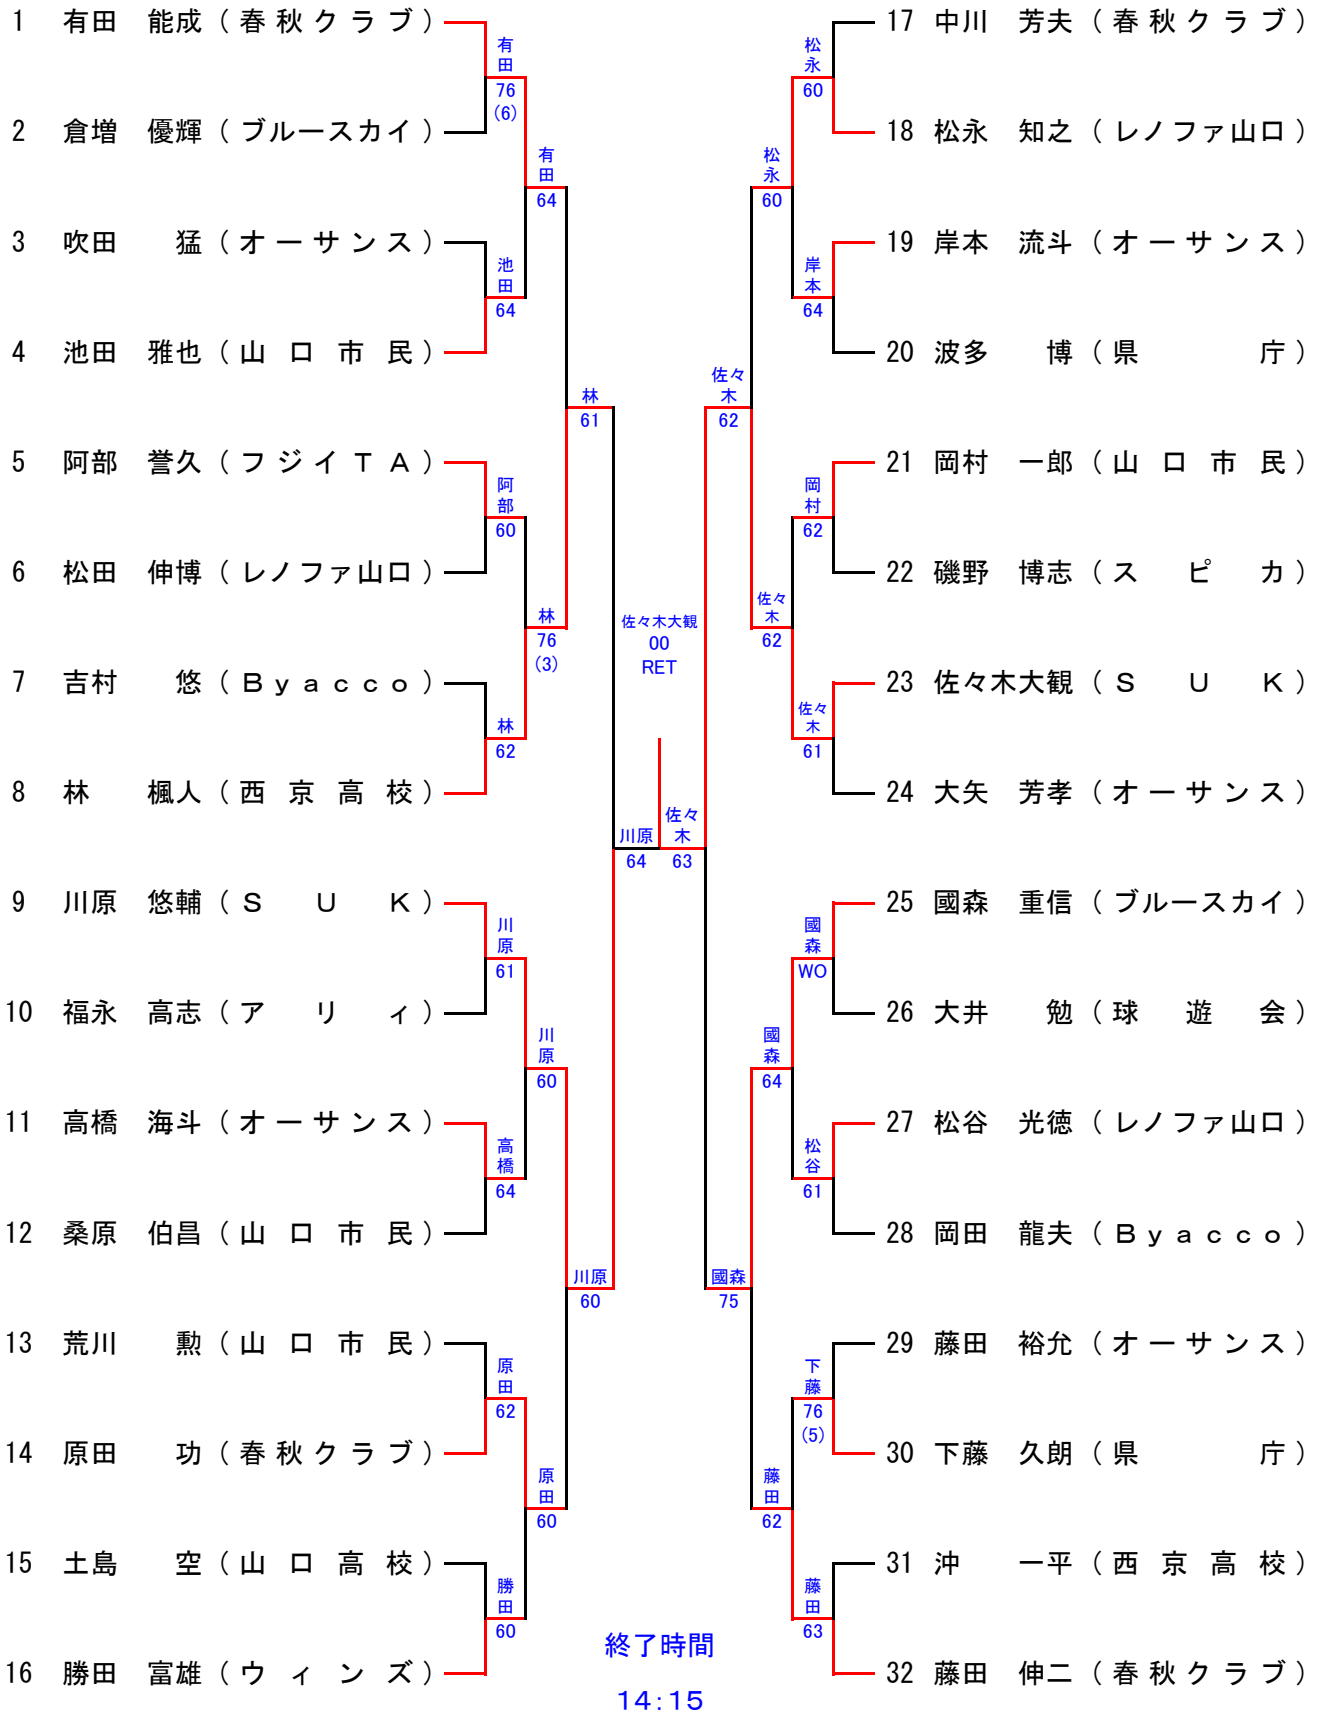 1 有田 能成 (春秋クラブ)
2 倉増 優輝 (ブルースカイ)
3 吹田 猛 (オーサンス)
4 池田 雅也 (山口市民)
5 阿部 誉久 (フジイTA)
6 松田 伸博 (レノファ山口)
7 吉村 悠 (Byacco)
8 林 楓人 (西京高校)
9 川原 悠輔 (SUK)
10 福永 高志 (アリィ)
11 高橋 海斗 (オーサンス)
12 桑原 伯昌 (山口市民)
13 荒川 勲 (山口市民)
14 原田 功 (春秋クラブ)
15 土島 空 (山口高校)
16 勝田 富雄 (ウィンズ)
有田
76
(6)
池田
64
阿部
60
林
62
川原
61
高橋
64
原田
62
勝田
60
有田
64
林
76
(3)
川原
60
原田
60
林
61
川原
60
川原
64
佐々木大観
00
RET
佐々木
63
佐々木
62
國森
75
松永
60
佐々木
62
國森
64
藤田
62
松永
60
岸本
64
岡村
62
佐々木
61
國森
WO
松谷
61
下藤
76
(5)
藤田
63
17 中川 芳夫 (春秋クラブ)
18 松永 知之 (レノファ山口)
19 岸本 流斗 (オーサンス)
20 波多 博 (県庁)
21 岡村 一郎 (山口市民)
22 磯野 博志 (スピカ)
23 佐々木大観 (SUK)
24 大矢 芳孝 (オーサンス)
25 國森 重信 (ブルースカイ)
26 大井 勉 (球遊会)
27 松谷 光徳 (レノファ山口)
28 岡田 龍夫 (Byacco)
29 藤田 裕允 (オーサンス)
30 下藤 久朗 (県庁)
31 沖 一平 (西京高校)
32 藤田 伸二 (春秋クラブ)
終了時間
14:15